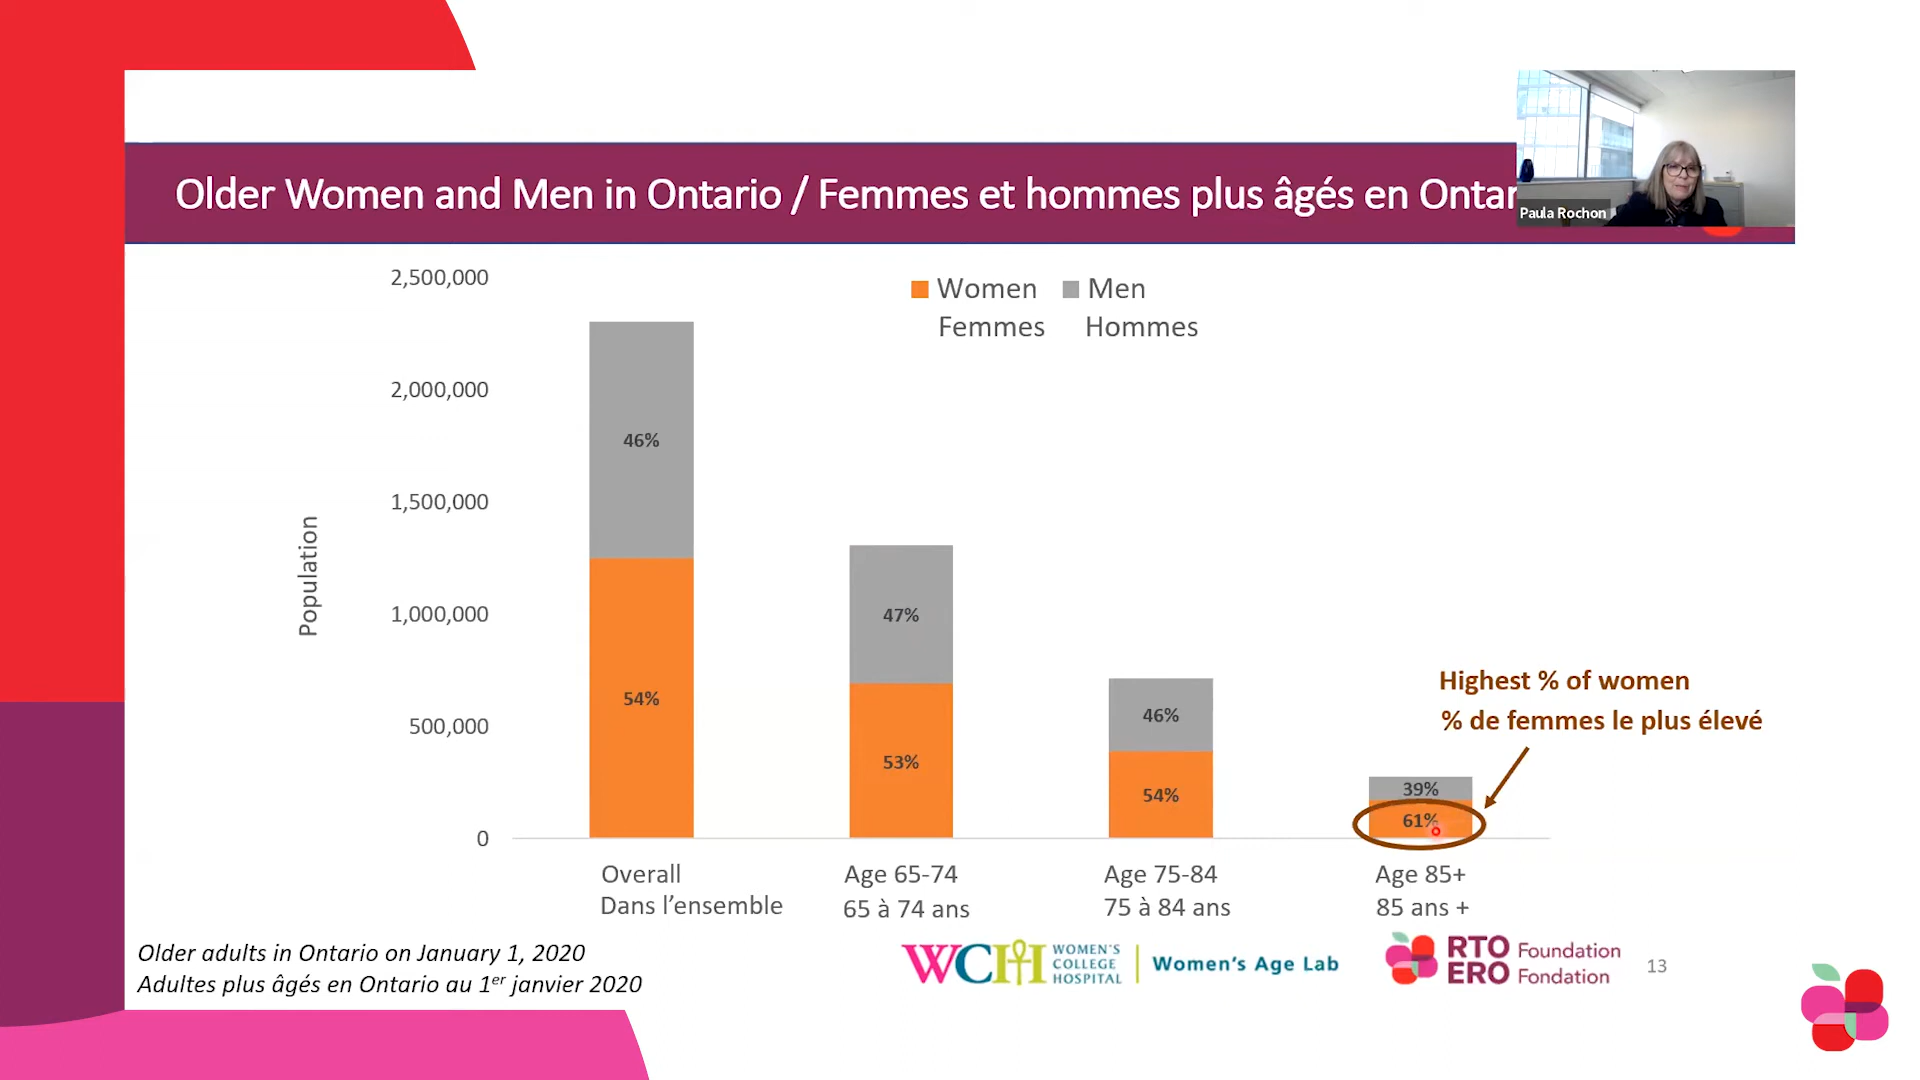 Older Women and Men in Ontario / Femmes et hommes plus âgés en Ontar
Paula Rochon
Women
Men
Femmes
Hommes
2,500,000
2,000,000
1,500,000
1,000,000
500,000
0
Population
46%
54%
47%
53%
46%
54%
39%
61%
Highest % of women
% de femmes le plus élevé
Overall
Dans l’ensemble
Age 65-74
65 à 74 ans
Age 75-84
75 à 84 ans
Age 85+
85 ans +
Older adults in Ontario on January 1, 2020
Adultes plus âgés en Ontario au 1er janvier 2020
WCH
WOMEN'S
COLLEGE
HOSPITAL
Women's Age Lab
RTO
ERO
Foundation
Fondation
13